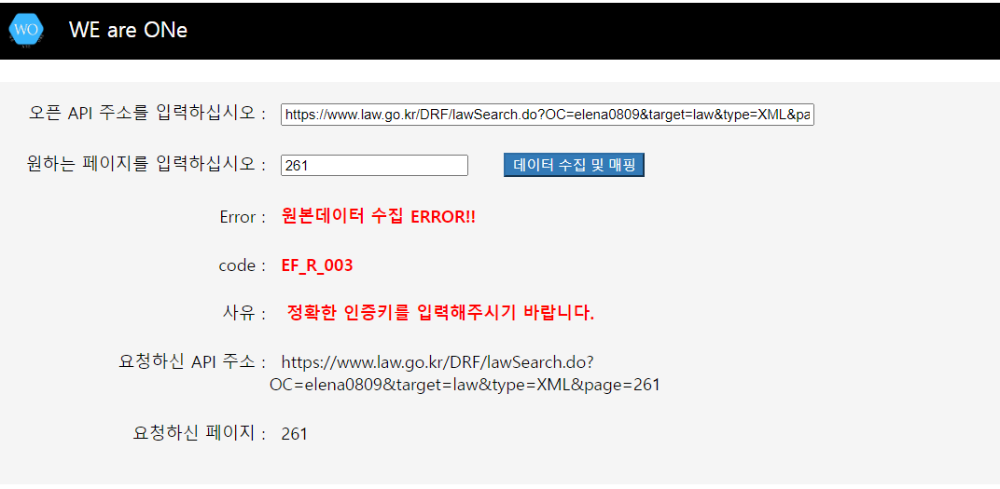 WO
WE are ONe
오픈 API 주소를 입력하십시오 : https://www.law.go.kr/DRF/lawSearch.do?OC=elena0809&target=law&type=XML&pa
원하는 페이지를 입력하십시오 : 261 데이터 수집 및 매핑
Error : 원본데이터 수집 ERROR!!
code : EF_R_003
사유 : 정확한 인증키를 입력해주시기 바랍니다.
요청하신 API 주소 : https://www.law.go.kr/DRF/lawSearch.do?
OC=elena0809&target=law&type=XML&page=261
요청하신 페이지 : 261